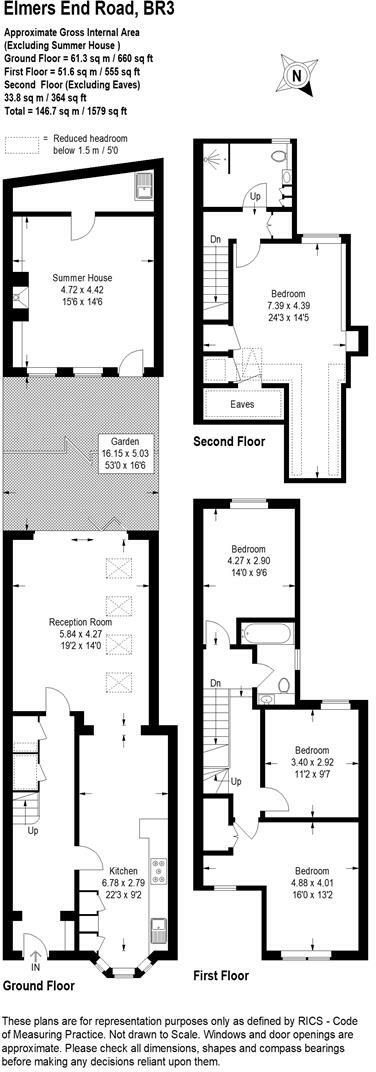 Elmers End Road, BR3
Approximate Gross Internal Area
(Excluding Summer House )
Ground Floor = 61.3 sq m / 660 sq ft
First Floor = 51.6 sq m / 555 sq ft
Second Floor (Excluding Eaves)
33.8 sq m / 364 sq ft
Total = 146.7 sq m / 1579 sq ft
N
= Reduced headroom
below 1.5 m / 5'0
Summer House
4.72 x 4.42
15'6 x 14'6
Garden
16.15 x 5.03
53'0 x 16'6
Reception Room
5.84 x 4.27
19'2 x 14'0
Up
Kitchen
6.78 x 2.79
22'3 x 9'2
IN
Ground Floor
Up
Dn
Bedroom
7.39 x 4.39
24'3 x 14'5
Eaves
Second Floor
Bedroom
4.27 x 2.90
14'0 x 9'6
Dn
Up
Bedroom
3.40 x 2.92
11'2 x 9'7
Bedroom
4.88 x 4.01
16'0 x 13'2
First Floor
These plans are for representation purposes only as defined by RICS - Code
of Measuring Practice. Not drawn to Scale. Windows and door openings are
approximate. Please check all dimensions, shapes and compass bearings
before making any decisions reliant upon them.